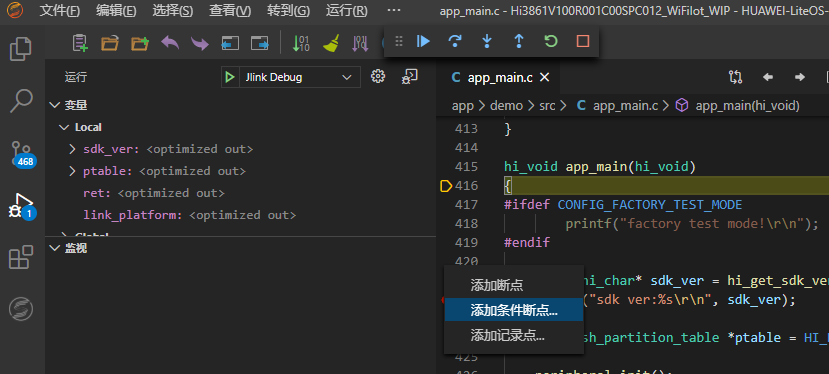 文件(F) 编辑(E) 选择(S) 查看(V) 转到(G) 运行(R) ··· app_main.c - Hi3861V100R001C00SPC012_WiFiIot_WIP - HUAWEI-LiteOS-
运行 Jlink Debug
变量
Local
sdk_ver: <optimized out>
ptable: <optimized out>
ret: <optimized out>
link_platform: <optimized out>
监视
468
1
C app_main.c ×
app > demo > src > C app_main.c > app_main(hi_void)
413 }
414
415 hi_void app_main(hi_void)
416 {
417 #ifdef CONFIG_FACTORY_TEST_MODE
418 printf("factory test mode!\r\n");
419 #endif
420
hi_char* sdk_ver = hi_get_sdk_ver
("sdk ver:%s\r\n", sdk_ver);
sh_partition_table *ptable = HI_
添加断点
添加条件断点...
添加记录点...